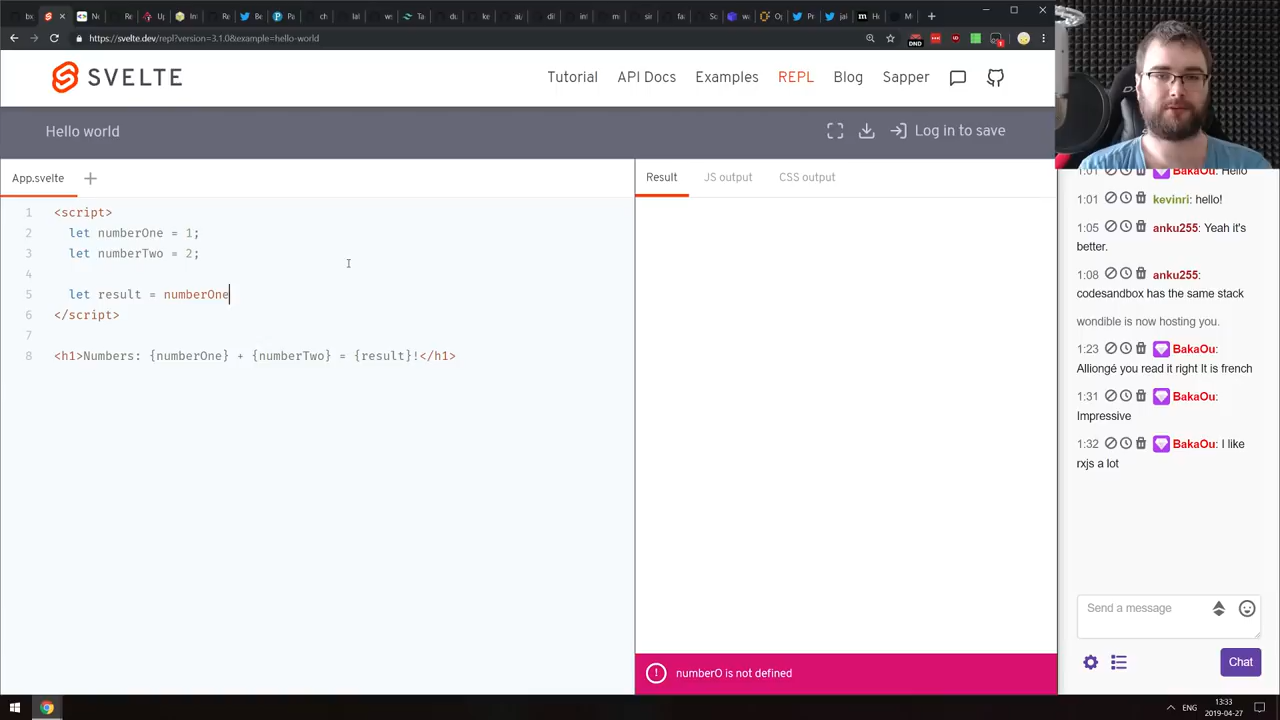 https://svelte.dev/repl?version=3.1.0&example=hello-world
DND
SVELTE
Tutorial API Docs Examples REPL Blog Sapper
Hello world
Log in to save
App.svelte
Result JS output CSS output
1 <script>
2 let numberOne = 1;
3 let numberTwo = 2;
4
5 let result = numberOne
6 </script>
7
8 <h1>Numbers: {numberOne} + {numberTwo} = {result}!</h1>
numberO is not defined
1:01 BakaOu: Hello
1:01 kevinri: hello!
1:05 anku255: Yeah it's
better.
1:08 anku255:
codesandbox has the same stack
wondible is now hosting you.
1:23 BakaOu:
Alliongé you read it right It is french
1:31 BakaOu:
Impressive
1:32 BakaOu: I like
rxjs a lot
Send a message
Chat
ENG
13:33
2019-04-27